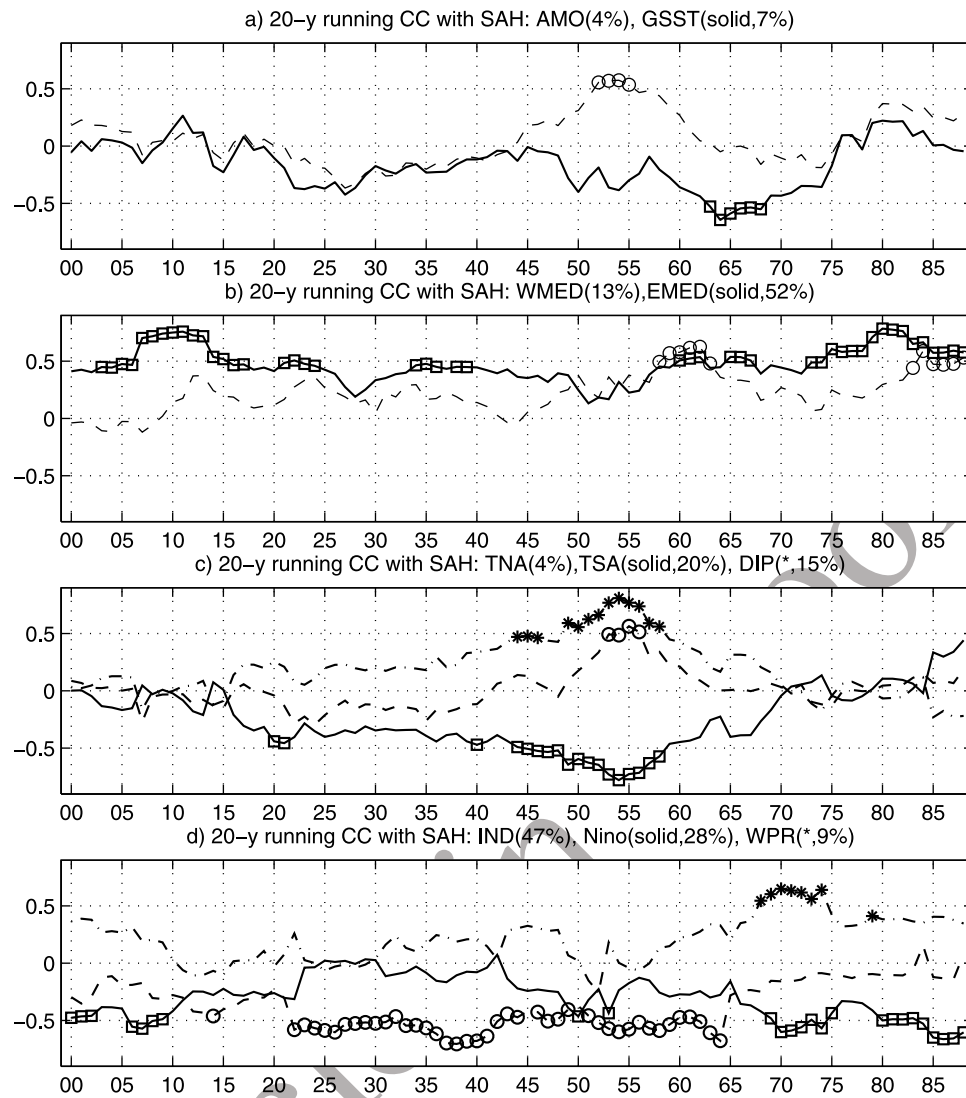 a) 20-y running CC with SAH: AMO(4%), GSST(solid,7%)
0.5
0
-0.5
00 05 10 15 20 25 30 35 40 45 50 55 60 65 70 75 80 85
b) 20-y running CC with SAH: WMED(13%),EMED(solid,52%)
0.5
0
-0.5
00 05 10 15 20 25 30 35 40 45 50 55 60 65 70 75 80 85
c) 20-y running CC with SAH: TNA(4%),TSA(solid,20%), DIP(*,15%)
0.5
0
-0.5
00 05 10 15 20 25 30 35 40 45 50 55 60 65 70 75 80 85
d) 20-y running CC with SAH: IND(47%), Nino(solid,28%), WPR(*,9%)
0.5
0
-0.5
00 05 10 15 20 25 30 35 40 45 50 55 60 65 70 75 80 85